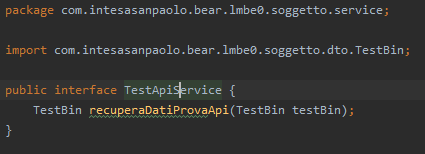 package com.intesasanpaolo.bear.lmbe0.soggetto.service;
import com.intesasanpaolo.bear.lmbe0.soggetto.dto.TestBin;
public interface TestApiService {
TestBin recuperaDatiProvaApi(TestBin testBin);
}